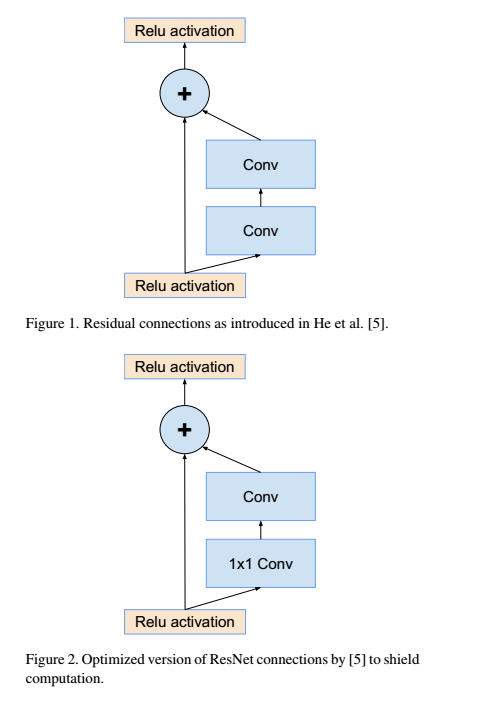 Relu activation
+
Conv
Conv
Relu activation
Figure 1. Residual connections as introduced in He et al. [5].
Relu activation
+
Conv
1x1 Conv
Relu activation
Figure 2. Optimized version of ResNet connections by [5] to shield
computation.